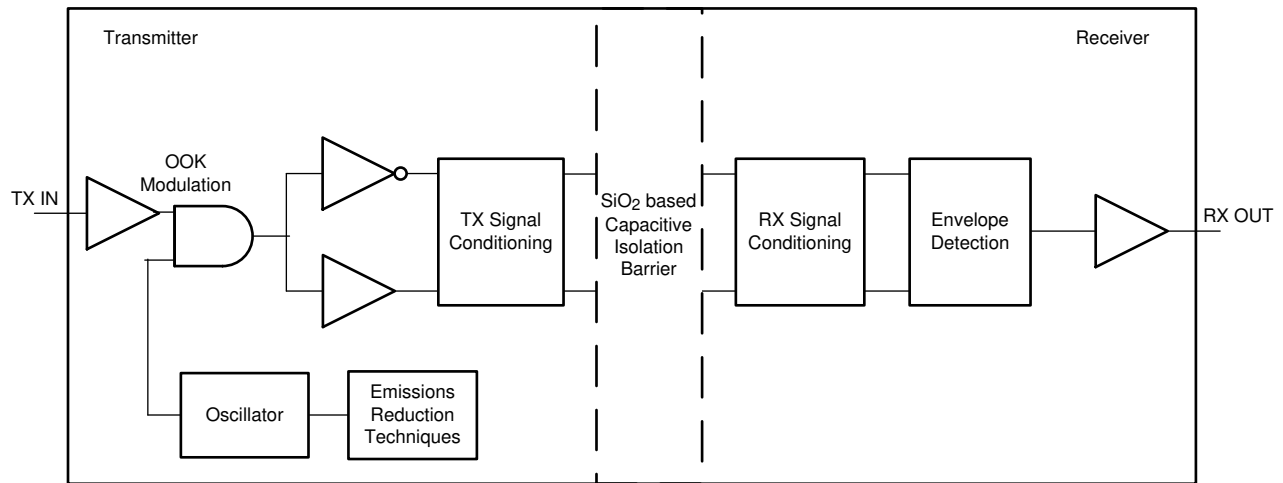 Transmitter
Receiver
OOK
Modulation
TX IN
TX Signal
Conditioning
SiO2 based
Capacitive
Isolation
Barrier
RX Signal
Conditioning
Envelope
Detection
RX OUT
Oscillator
Emissions
Reduction
Techniques